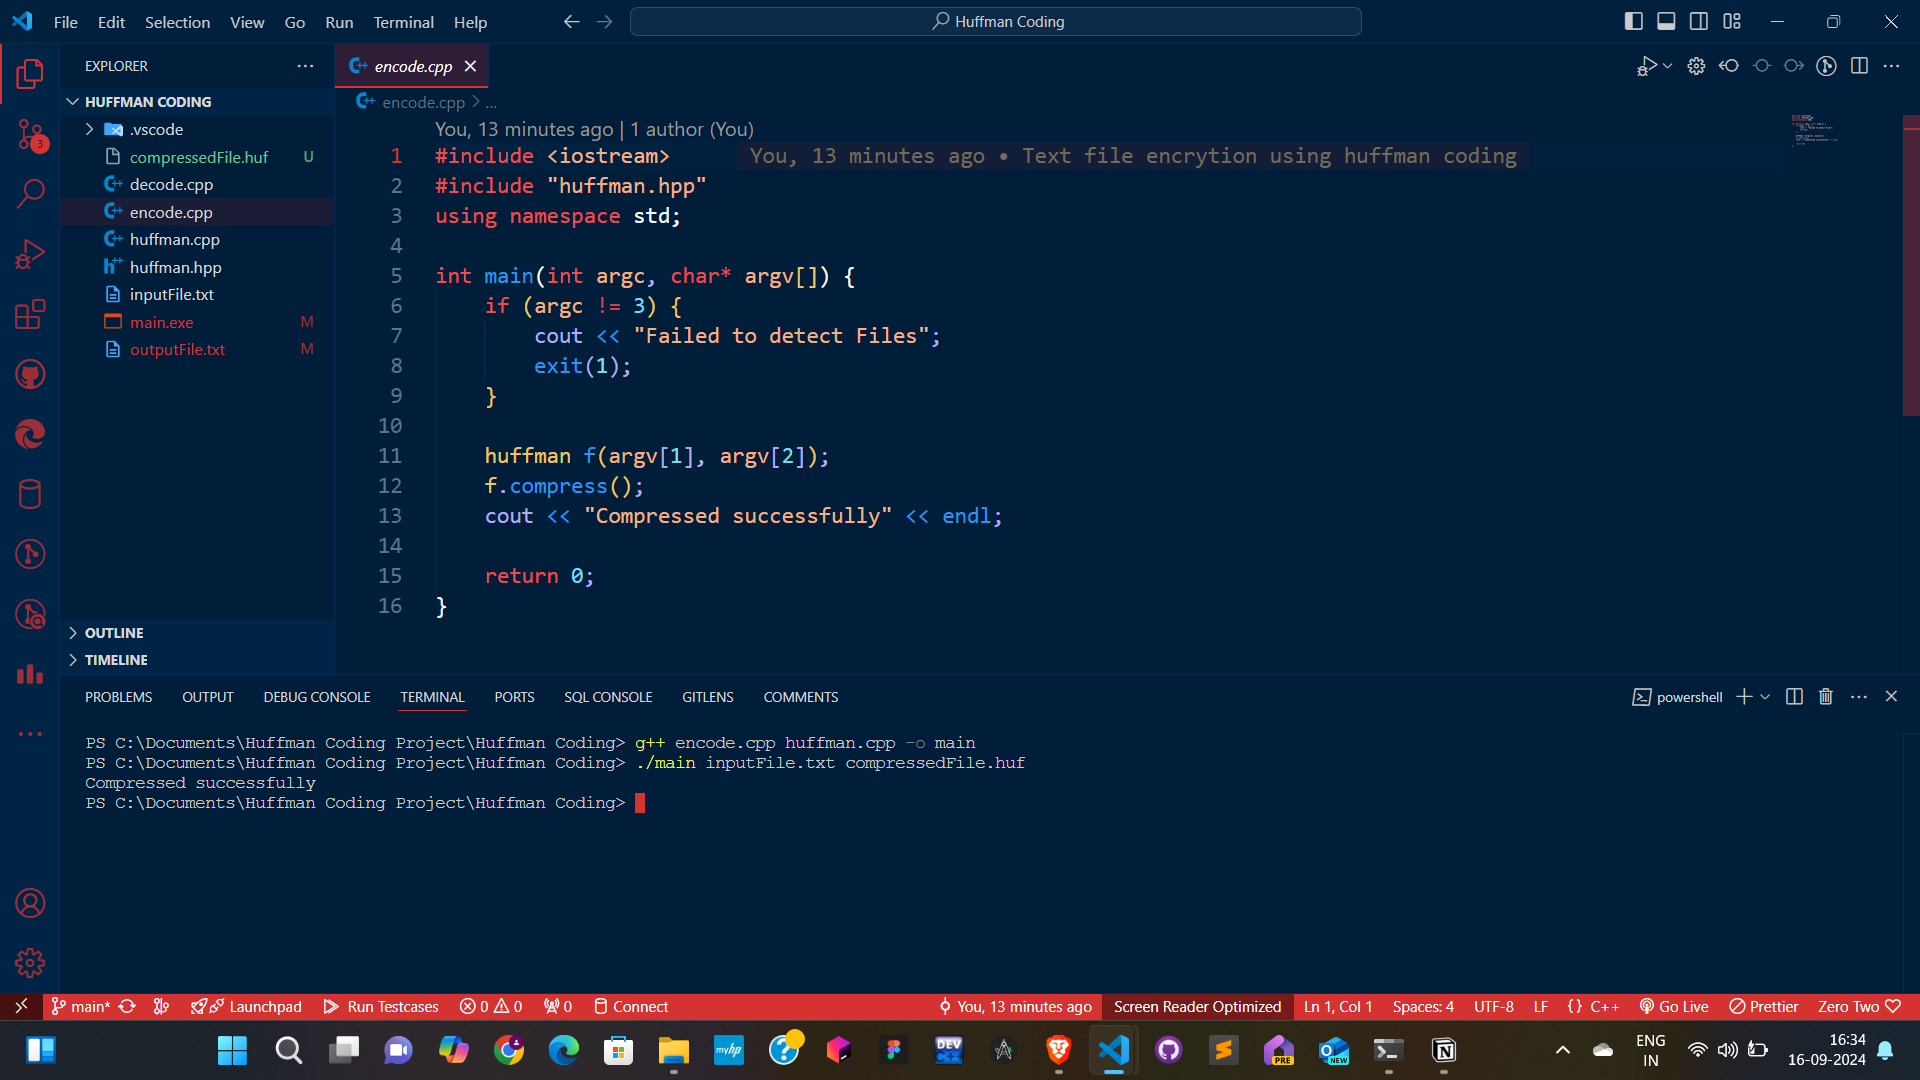 File Edit Selection View Go Run Terminal Help
Huffman Coding
EXPLORER
HUFFMAN CODING
.vscode
compressedFile.huf U
decode.cpp
encode.cpp
huffman.cpp
huffman.hpp
inputFile.txt
main.exe M
outputFile.txt M
OUTLINE
TIMELINE
3
encode.cpp
encode.cpp > ...
You, 13 minutes ago | 1 author (You)
1 #include <iostream> You, 13 minutes ago • Text file encrytion using huffman coding
2 #include "huffman.hpp"
3 using namespace std;
4
5 int main(int argc, char* argv[]) {
6 if (argc != 3) {
7 cout << "Failed to detect Files";
8 exit(1);
9 }
10
11 huffman f(argv[1], argv[2]);
12 f.compress();
13 cout << "Compressed successfully" << endl;
14
15 return 0;
16 }
PROBLEMS OUTPUT DEBUG CONSOLE TERMINAL PORTS SQL CONSOLE GITLENS COMMENTS
powershell
PS C:\Documents\Huffman Coding Project\Huffman Coding> g++ encode.cpp huffman.cpp -o main
PS C:\Documents\Huffman Coding Project\Huffman Coding> ./main inputFile.txt compressedFile.huf
Compressed successfully
PS C:\Documents\Huffman Coding Project\Huffman Coding>
main* Launchpad Run Testcases 0 0 0 Connect You, 13 minutes ago Screen Reader Optimized Ln 1, Col 1 Spaces: 4 UTF-8 LF {} C++ Go Live Prettier Zero Two
myhp DEV C++ PRE NEW
ENG
IN
16:34
16-09-2024